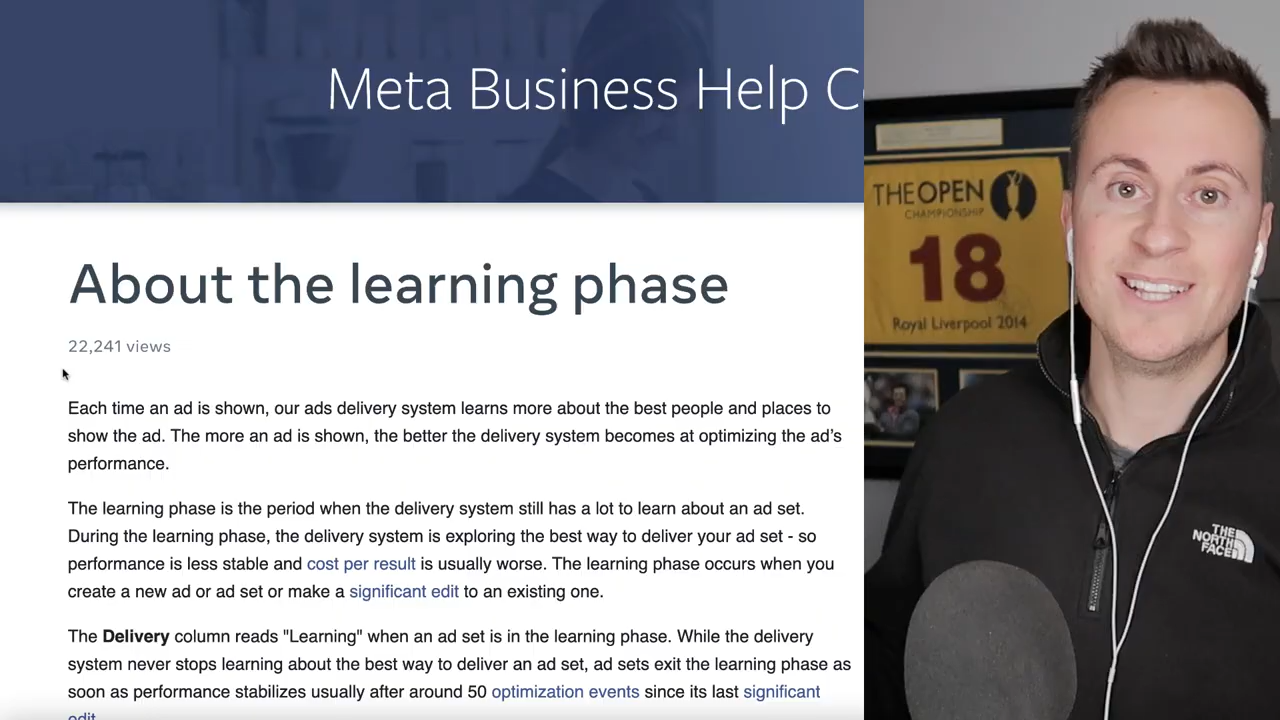 Meta Business Help C
About the learning phase
22,241 views
Each time an ad is shown, our ads delivery system learns more about the best people and places to
show the ad. The more an ad is shown, the better the delivery system becomes at optimizing the ad's
performance.
The learning phase is the period when the delivery system still has a lot to learn about an ad set.
During the learning phase, the delivery system is exploring the best way to deliver your ad set - so
performance is less stable and cost per result is usually worse. The learning phase occurs when you
create a new ad or ad set or make a significant edit to an existing one.
The Delivery column reads "Learning" when an ad set is in the learning phase. While the delivery
system never stops learning about the best way to deliver an ad set, ad sets exit the learning phase as
soon as performance stabilizes usually after around 50 optimization events since its last significant
edit
THE OPEN
CHAMPIONSHIP
18
Royal Liverpool 2014
THE
NORTH
FACE